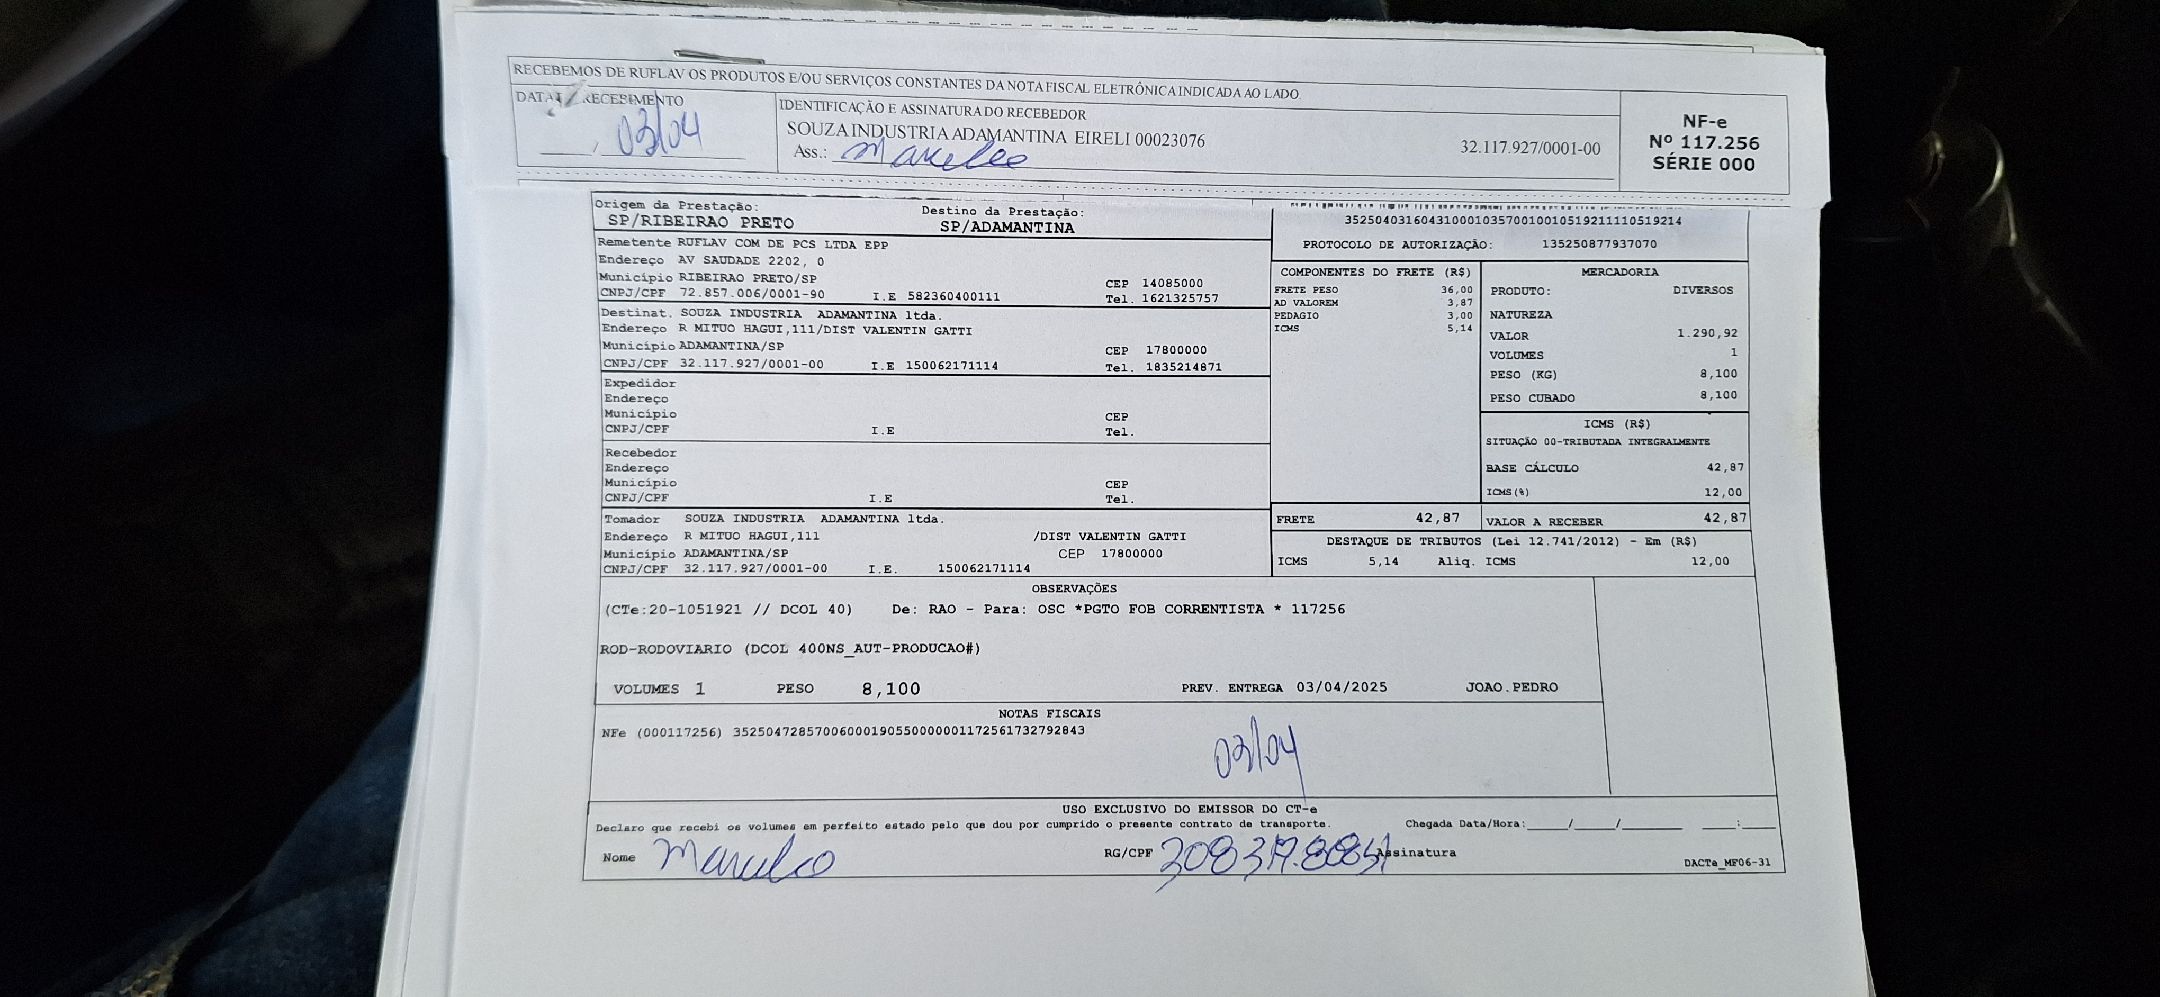 RECEBEMOS DE RUFLAV OS PRODUTOS E/OU SERVIÇOS CONSTANTES DA NOTA FISCAL ELETRÔNICA INDICADA AO LADO.
DATA RECEBIMENTO
03/04
IDENTIFICAÇÃO E ASSINATURA DO RECEBEDOR
SOUZA INDUSTRIA ADAMANTINA EIRELI 00023076 32.117.927/0001-00
Ass.:
NF-e
Nº 117.256
SÉRIE 000
Origem da Prestação: Destino da Prestação:
SP/RIBEIRAO PRETO SP/ADAMANTINA
Remetente RUFLAV COM DE PCS LTDA EPP
Endereço AV SAUDADE 2202, 0
Município RIBEIRAO PRETO/SP CEP 14085000
CNPJ/CPF 72.857.006/0001-90 I.E 582360400111 Tel. 1621325757
Destinat. SOUZA INDUSTRIA ADAMANTINA ltda.
Endereço R MITUO HAGUI,111/DIST VALENTIN GATTI
Município ADAMANTINA/SP CEP 17800000
CNPJ/CPF 32.117.927/0001-00 I.E 150062171114 Tel. 1835214871
Expedidor
Endereço
Município CEP
CNPJ/CPF I.E Tel.
Recebedor
Endereço
Município CEP
CNPJ/CPF I.E Tel.
Tomador SOUZA INDUSTRIA ADAMANTINA ltda.
Endereço R MITUO HAGUI,111 /DIST VALENTIN GATTI
Município ADAMANTINA/SP CEP 17800000
CNPJ/CPF 32.117.927/0001-00 I.E. 150062171114
35250403160431000103570010010519211110519214
PROTOCOLO DE AUTORIZAÇÃO: 135250877937070
COMPONENTES DO FRETE (R$)
FRETE PESO 36,00
AD VALOREM 3,87
PEDAGIO 3,00
ICMS 5,14
MERCADORIA
PRODUTO: DIVERSOS
NATUREZA
VALOR 1.290,92
VOLUMES 1
PESO (KG) 8,100
PESO CUBADO 8,100
ICMS (R$)
SITUAÇÃO 00-TRIBUTADA INTEGRALMENTE
BASE CÁLCULO 42,87
ICMS(%) 12,00
FRETE 42,87 VALOR A RECEBER 42,87
DESTAQUE DE TRIBUTOS (Lei 12.741/2012) - Em (R$)
ICMS 5,14 Aliq. ICMS 12,00
OBSERVAÇÕES
(CTe:20-1051921 // DCOL 40) De: RAO - Para: OSC *PGTO FOB CORRENTISTA * 117256
ROD-RODOVIARIO (DCOL 400NS_AUT-PRODUCAO#)
VOLUMES 1 PESO 8,100 PREV. ENTREGA 03/04/2025 JOAO.PEDRO
NOTAS FISCAIS
NFe (000117256) 35250472857006000190550000001172561732792843
03/04
USO EXCLUSIVO DO EMISSOR DO CT-e
Declaro que recebi os volumes em perfeito estado pelo que dou por cumprido o presente contrato de transporte. Chegada Data/Hora:____/____/______ ___:___
Nome RG/CPF Assinatura
DACTe_MF06-31